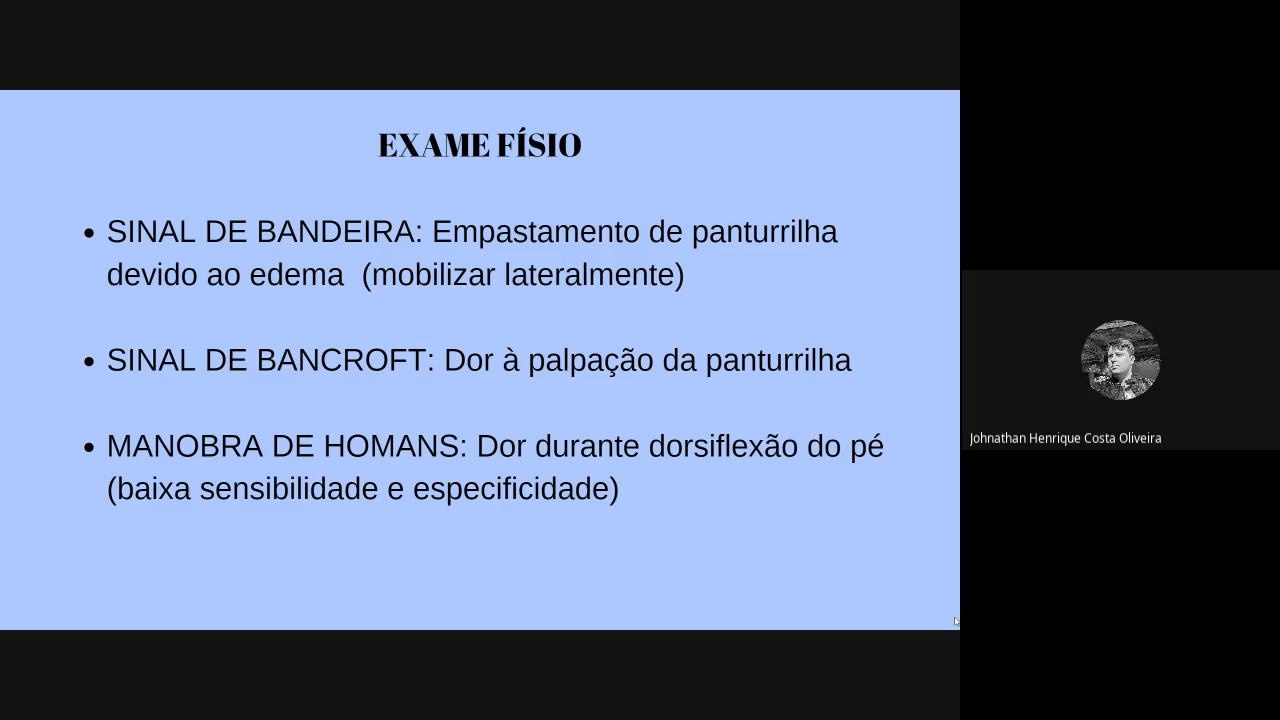 EXAME FÍSIO
• SINAL DE BANDEIRA: Empastamento de panturrilha
devido ao edema  (mobilizar lateralmente)
• SINAL DE BANCROFT: Dor à palpação da panturrilha
• MANOBRA DE HOMANS: Dor durante dorsiflexão do pé
(baixa sensibilidade e especificidade)
Johnathan Henrique Costa Oliveira